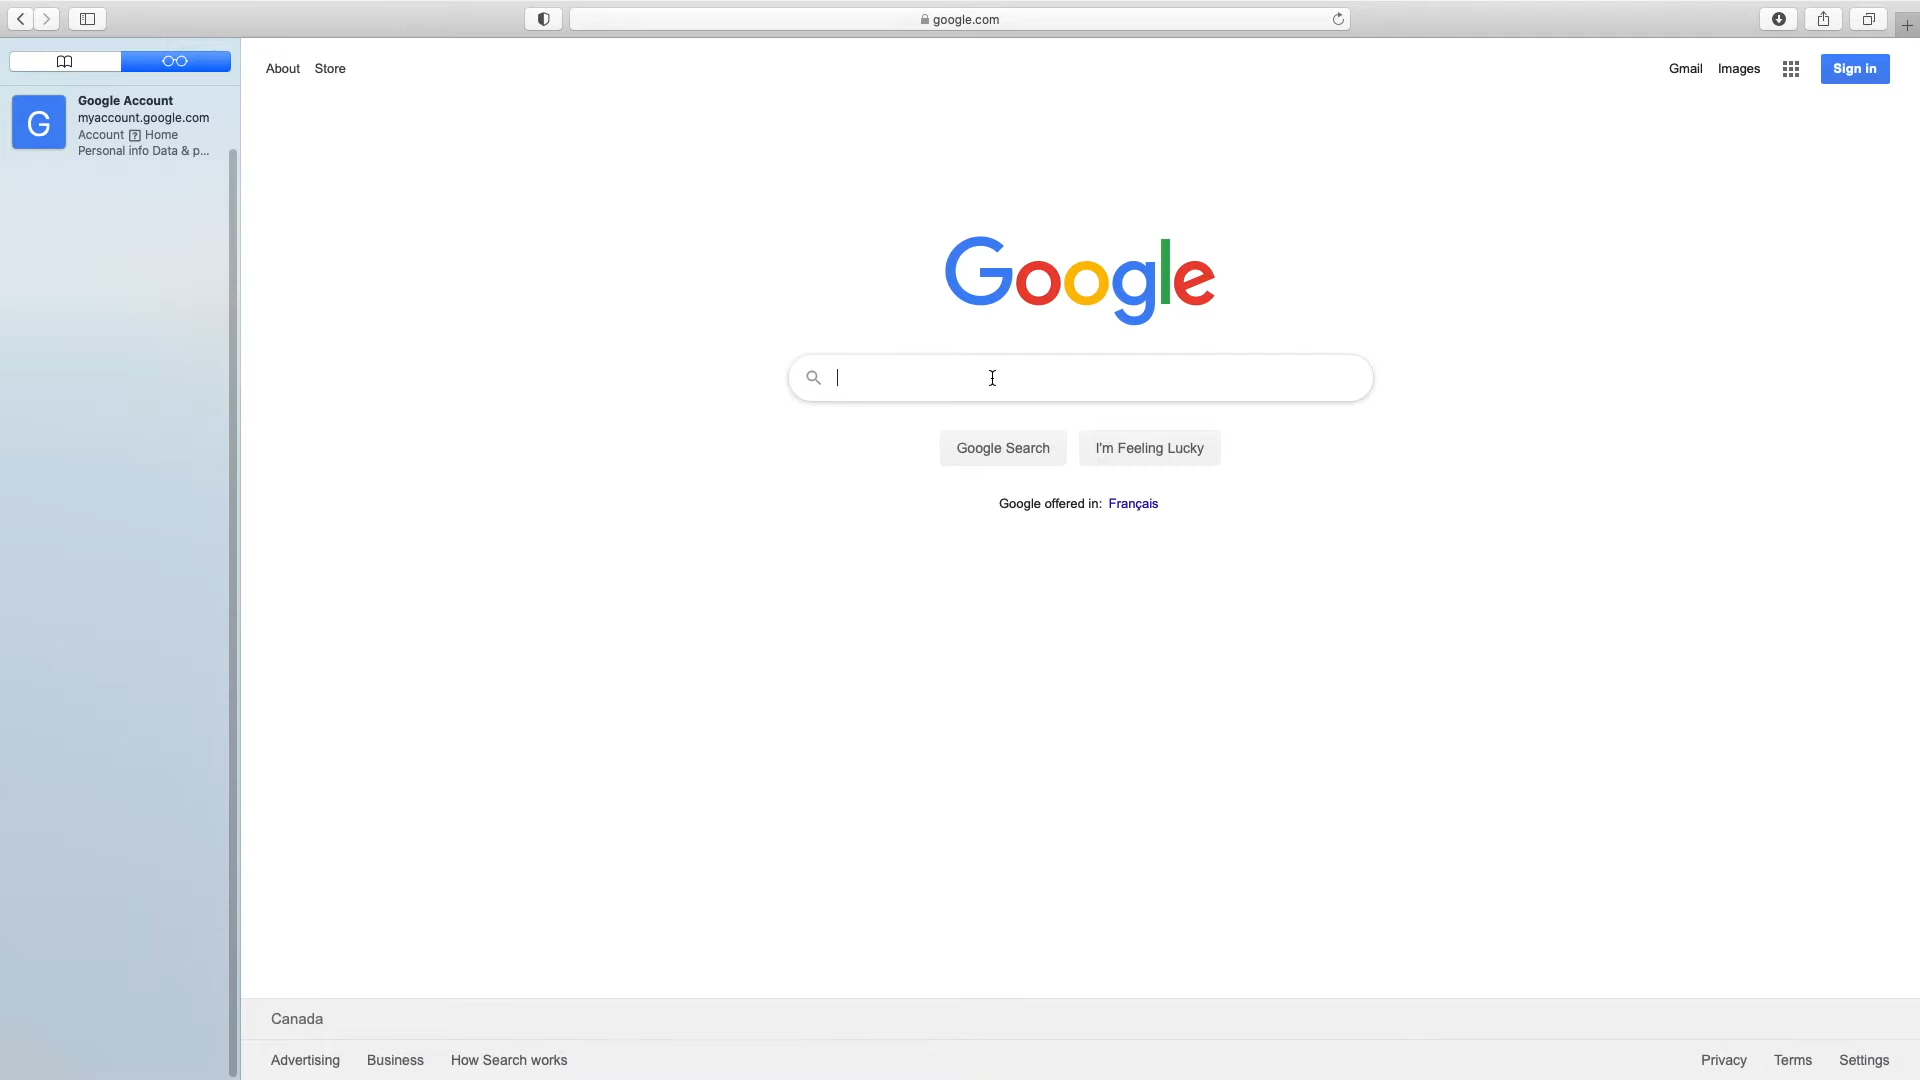 google.com
Google Account
myaccount.google.com
Account ? Home
Personal info Data & p...
G
About Store
Gmail Images Sign in
Google
Google Search I'm Feeling Lucky
Google offered in: Français
Canada
Advertising Business How Search works
Privacy Terms Settings